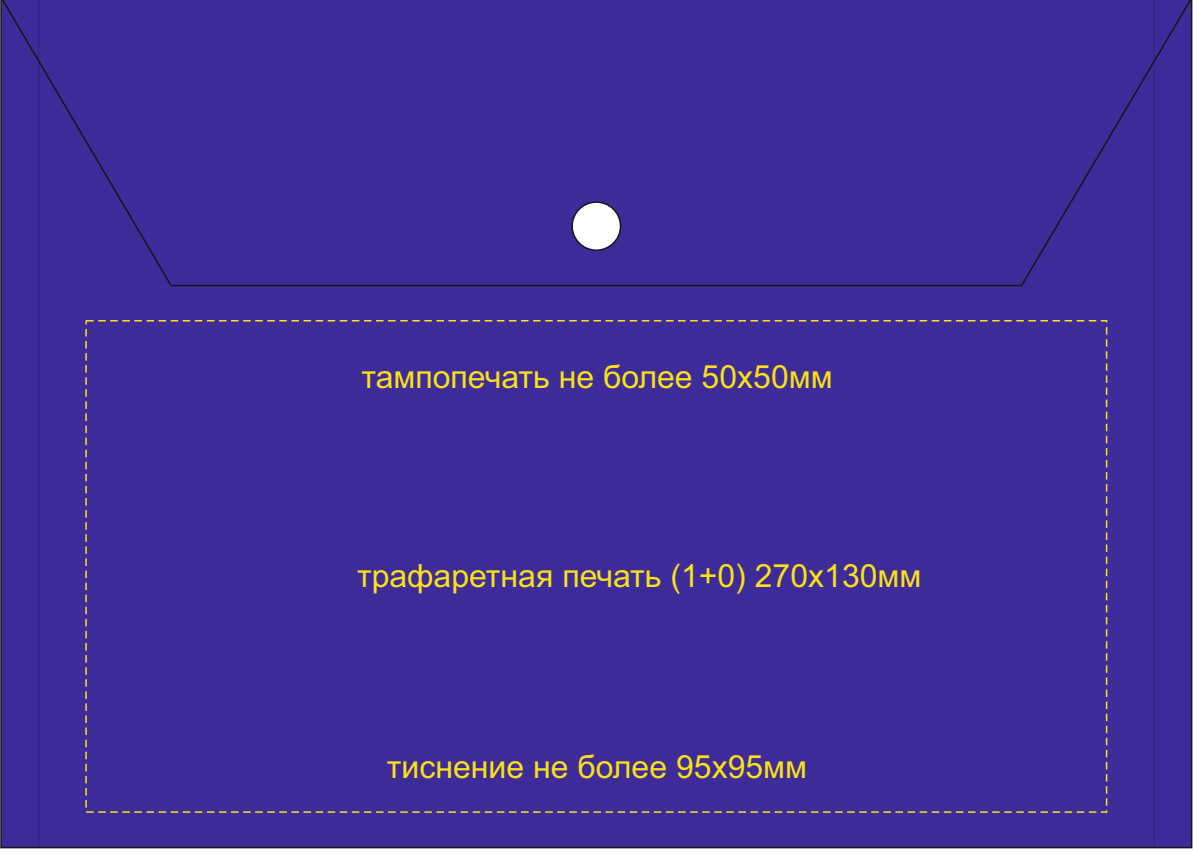 тампопечать не более 50х50мм
трафаретная печать (1+0) 270х130мм
тиснение не более 95х95мм